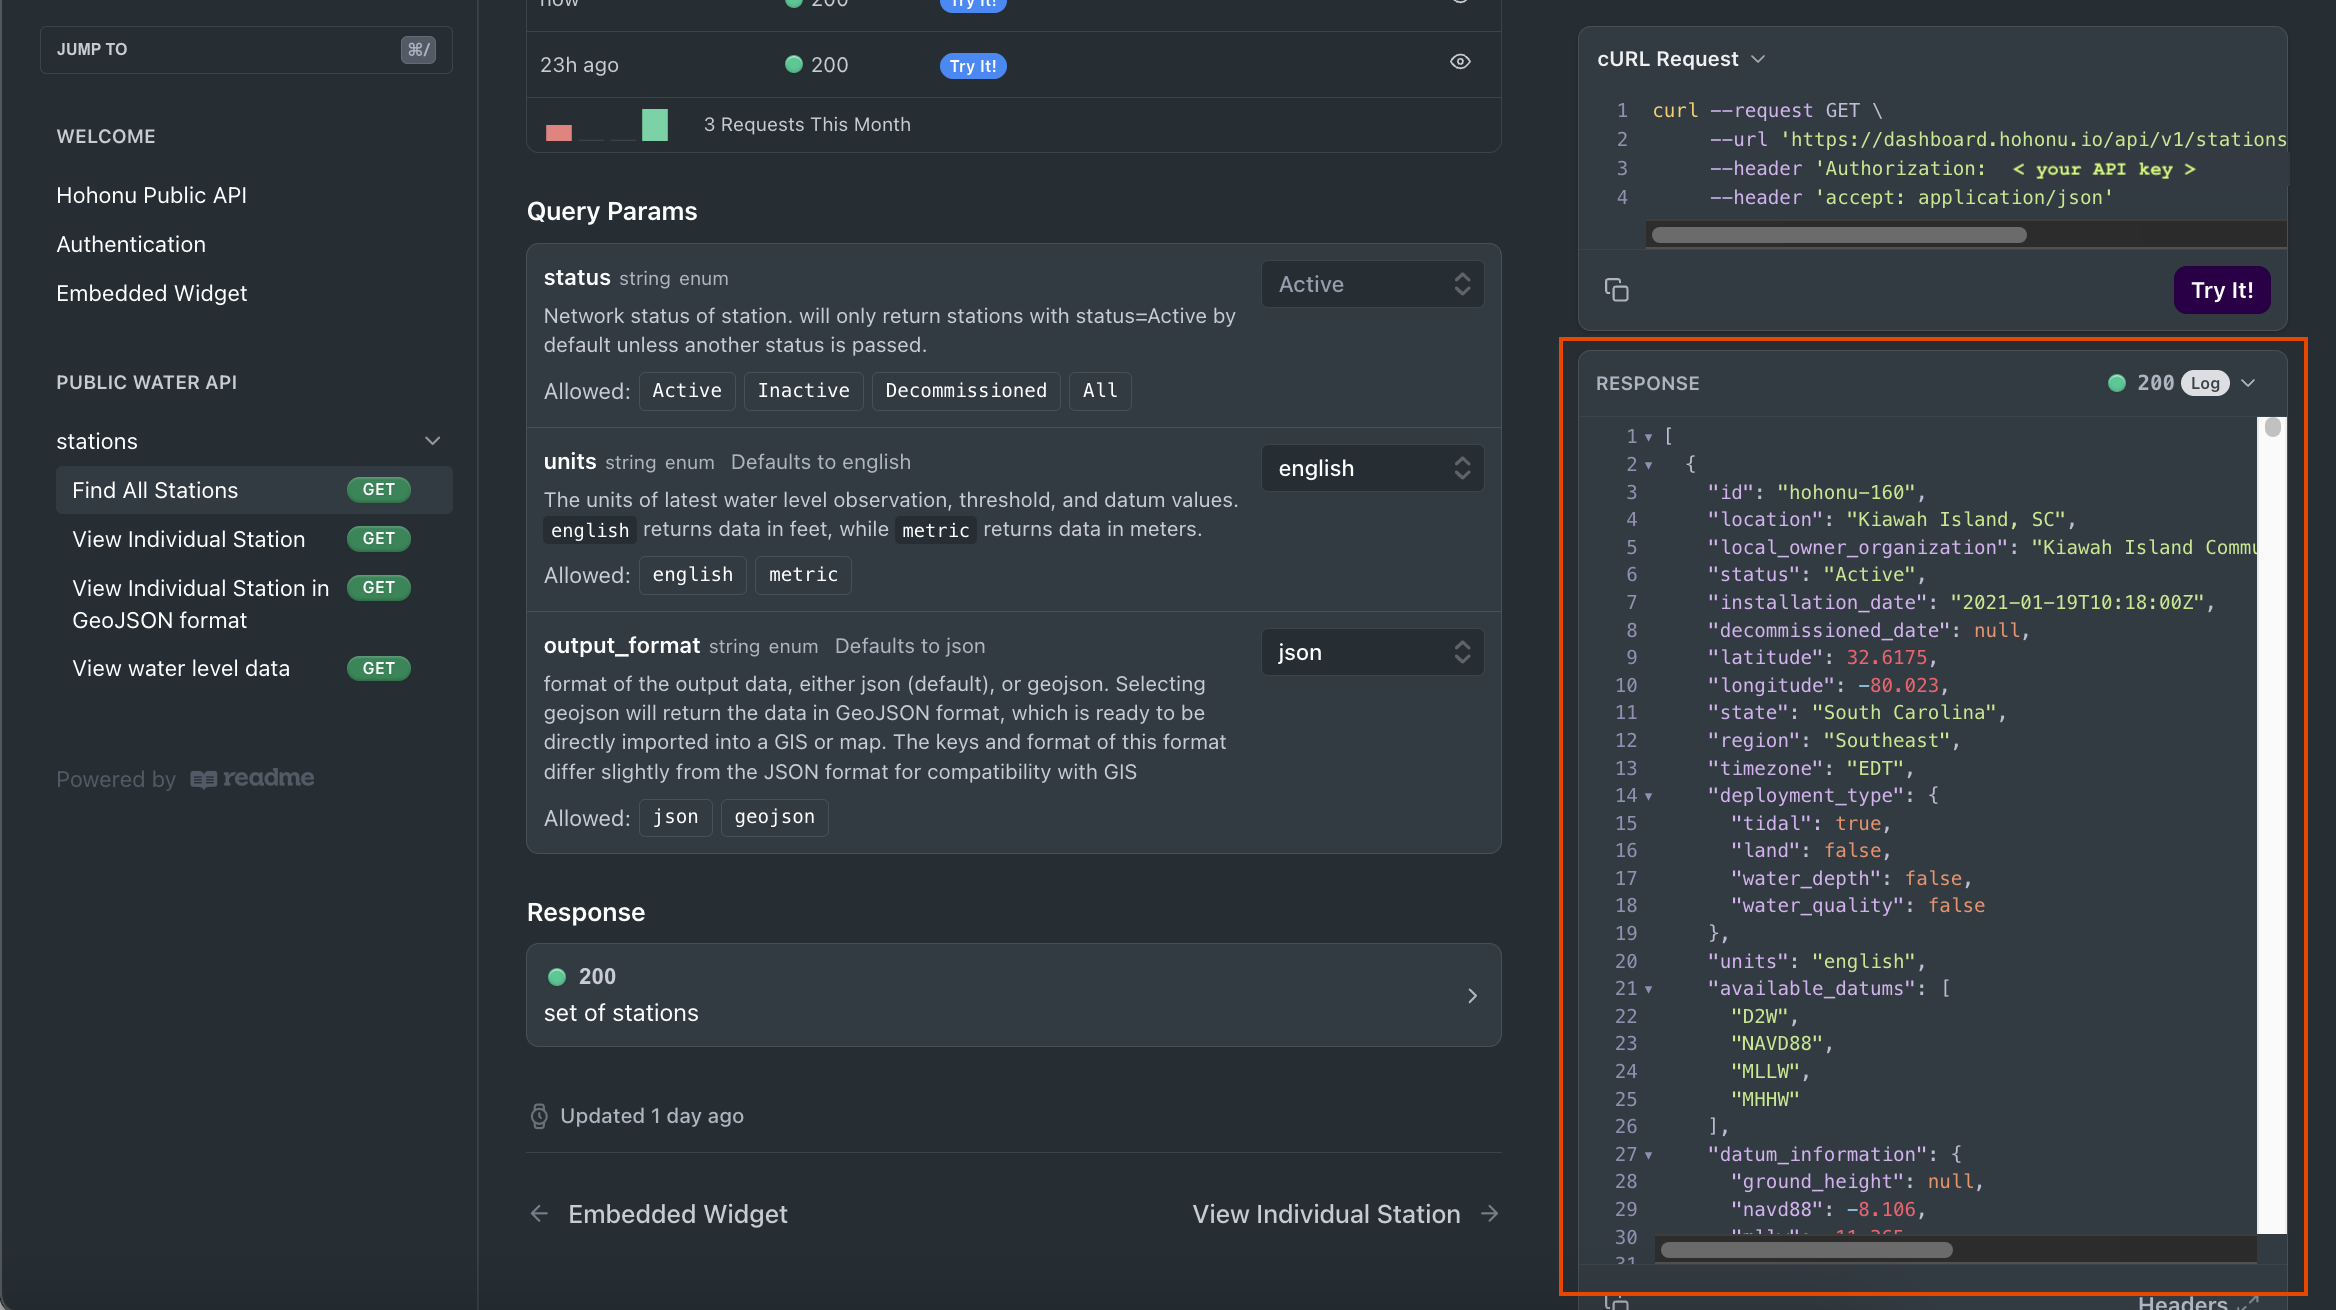 JUMP TO
⌘/
WELCOME
Hohonu Public API
Authentication
Embedded Widget
PUBLIC WATER API
stations
Find All Stations GET
View Individual Station GET
View Individual Station in GET
GeoJSON format
View water level data GET
Powered by readme
now 200 Try It!
23h ago 200 Try It!
3 Requests This Month
Query Params
status string enum
Active
Network status of station. will only return stations with status=Active by
default unless another status is passed.
Allowed: Active Inactive Decommissioned All
units string enum Defaults to english
english
The units of latest water level observation, threshold, and datum values.
english returns data in feet, while metric returns data in meters.
Allowed: english metric
output_format string enum Defaults to json
json
format of the output data, either json (default), or geojson. Selecting
geojson will return the data in GeoJSON format, which is ready to be
directly imported into a GIS or map. The keys and format of this format
differ slightly from the JSON format for compatibility with GIS
Allowed: json geojson
Response
200
set of stations
Updated 1 day ago
← Embedded Widget
View Individual Station →
cURL Request
1 curl --request GET \
2 --url 'https://dashboard.hohonu.io/api/v1/stations
3 --header 'Authorization: < your API key >
4 --header 'accept: application/json'
Try It!
RESPONSE
200 Log
1 [
2 {
3 "id": "hohonu-160",
4 "location": "Kiawah Island, SC",
5 "local_owner_organization": "Kiawah Island Commu
6 "status": "Active",
7 "installation_date": "2021-01-19T10:18:00Z",
8 "decommissioned_date": null,
9 "latitude": 32.6175,
10 "longitude": -80.023,
11 "state": "South Carolina",
12 "region": "Southeast",
13 "timezone": "EDT",
14 "deployment_type": {
15 "tidal": true,
16 "land": false,
17 "water_depth": false,
18 "water_quality": false
19 },
20 "units": "english",
21 "available_datums": [
22 "D2W",
23 "NAVD88",
24 "MLLW",
25 "MHHW"
26 ],
27 "datum_information": {
28 "ground_height": null,
29 "navd88": -8.106,
30
31
Headers